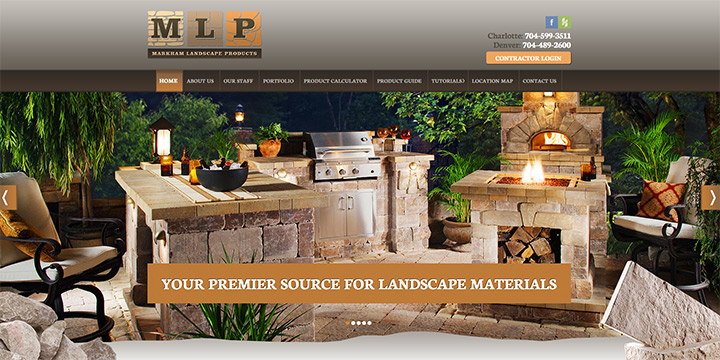 MLP
MARKHAM LANDSCAPE PRODUCTS
Charlotte: 704-599-3511
Denver: 704-489-2600
CONTRACTOR LOGIN
HOME
ABOUT US
OUR STAFF
PORTFOLIO
PRODUCT CALCULATOR
PRODUCT GUIDE
TUTORIALS
LOCATION MAP
CONTACT US
YOUR PREMIER SOURCE FOR LANDSCAPE MATERIALS